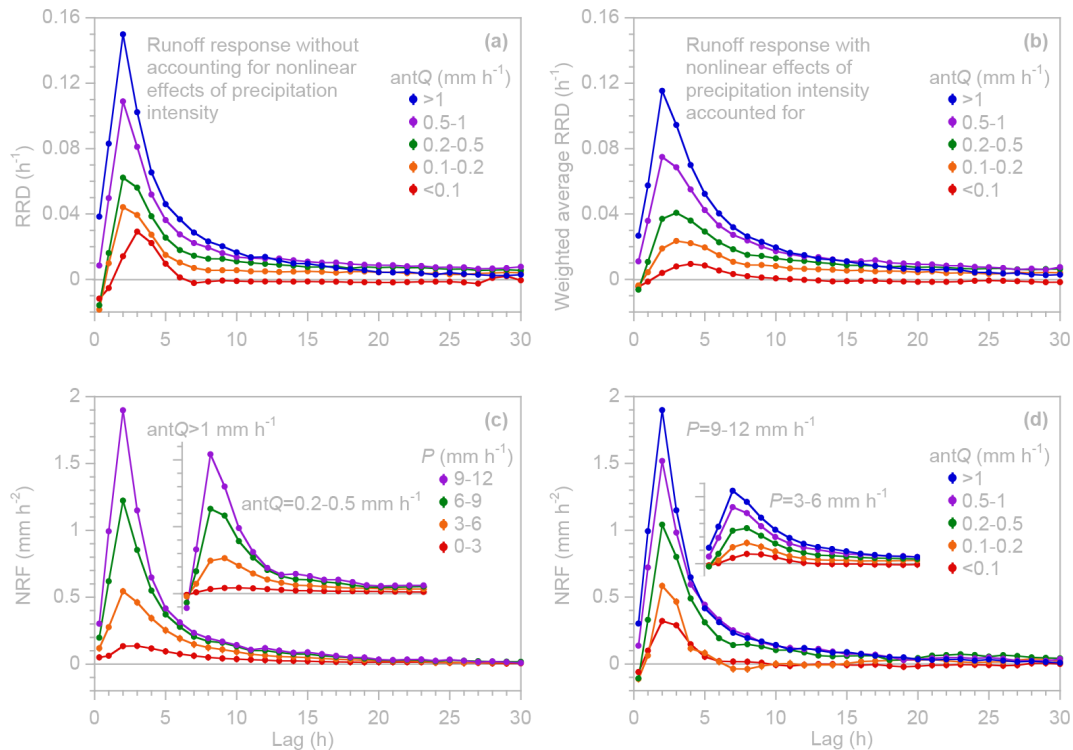 (a)
Runoff response without
accounting for nonlinear
effects of precipitation
intensity
antQ (mm h⁻¹)
>1
0.5-1
0.2-0.5
0.1-0.2
<0.1
RRD (h⁻¹)
0.16
0.12
0.08
0.04
0
0 5 10 15 20 25 30
(b)
Runoff response with
nonlinear effects of
precipitation intensity
accounted for
antQ (mm h⁻¹)
>1
0.5-1
0.2-0.5
0.1-0.2
<0.1
Weighted average RRD (h⁻¹)
0.16
0.12
0.08
0.04
0
0 5 10 15 20 25 30
(c)
antQ>1 mm h⁻¹
P (mm h⁻¹)
9-12
6-9
3-6
0-3
antQ=0.2-0.5 mm h⁻¹
NRF (mm h⁻²)
2
1.5
1
0.5
0
0 5 10 15 20 25 30
Lag (h)
(d)
P=9-12 mm h⁻¹
antQ (mm h⁻¹)
>1
0.5-1
0.2-0.5
0.1-0.2
<0.1
P=3-6 mm h⁻¹
NRF (mm h⁻²)
2
1.5
1
0.5
0
0 5 10 15 20 25 30
Lag (h)